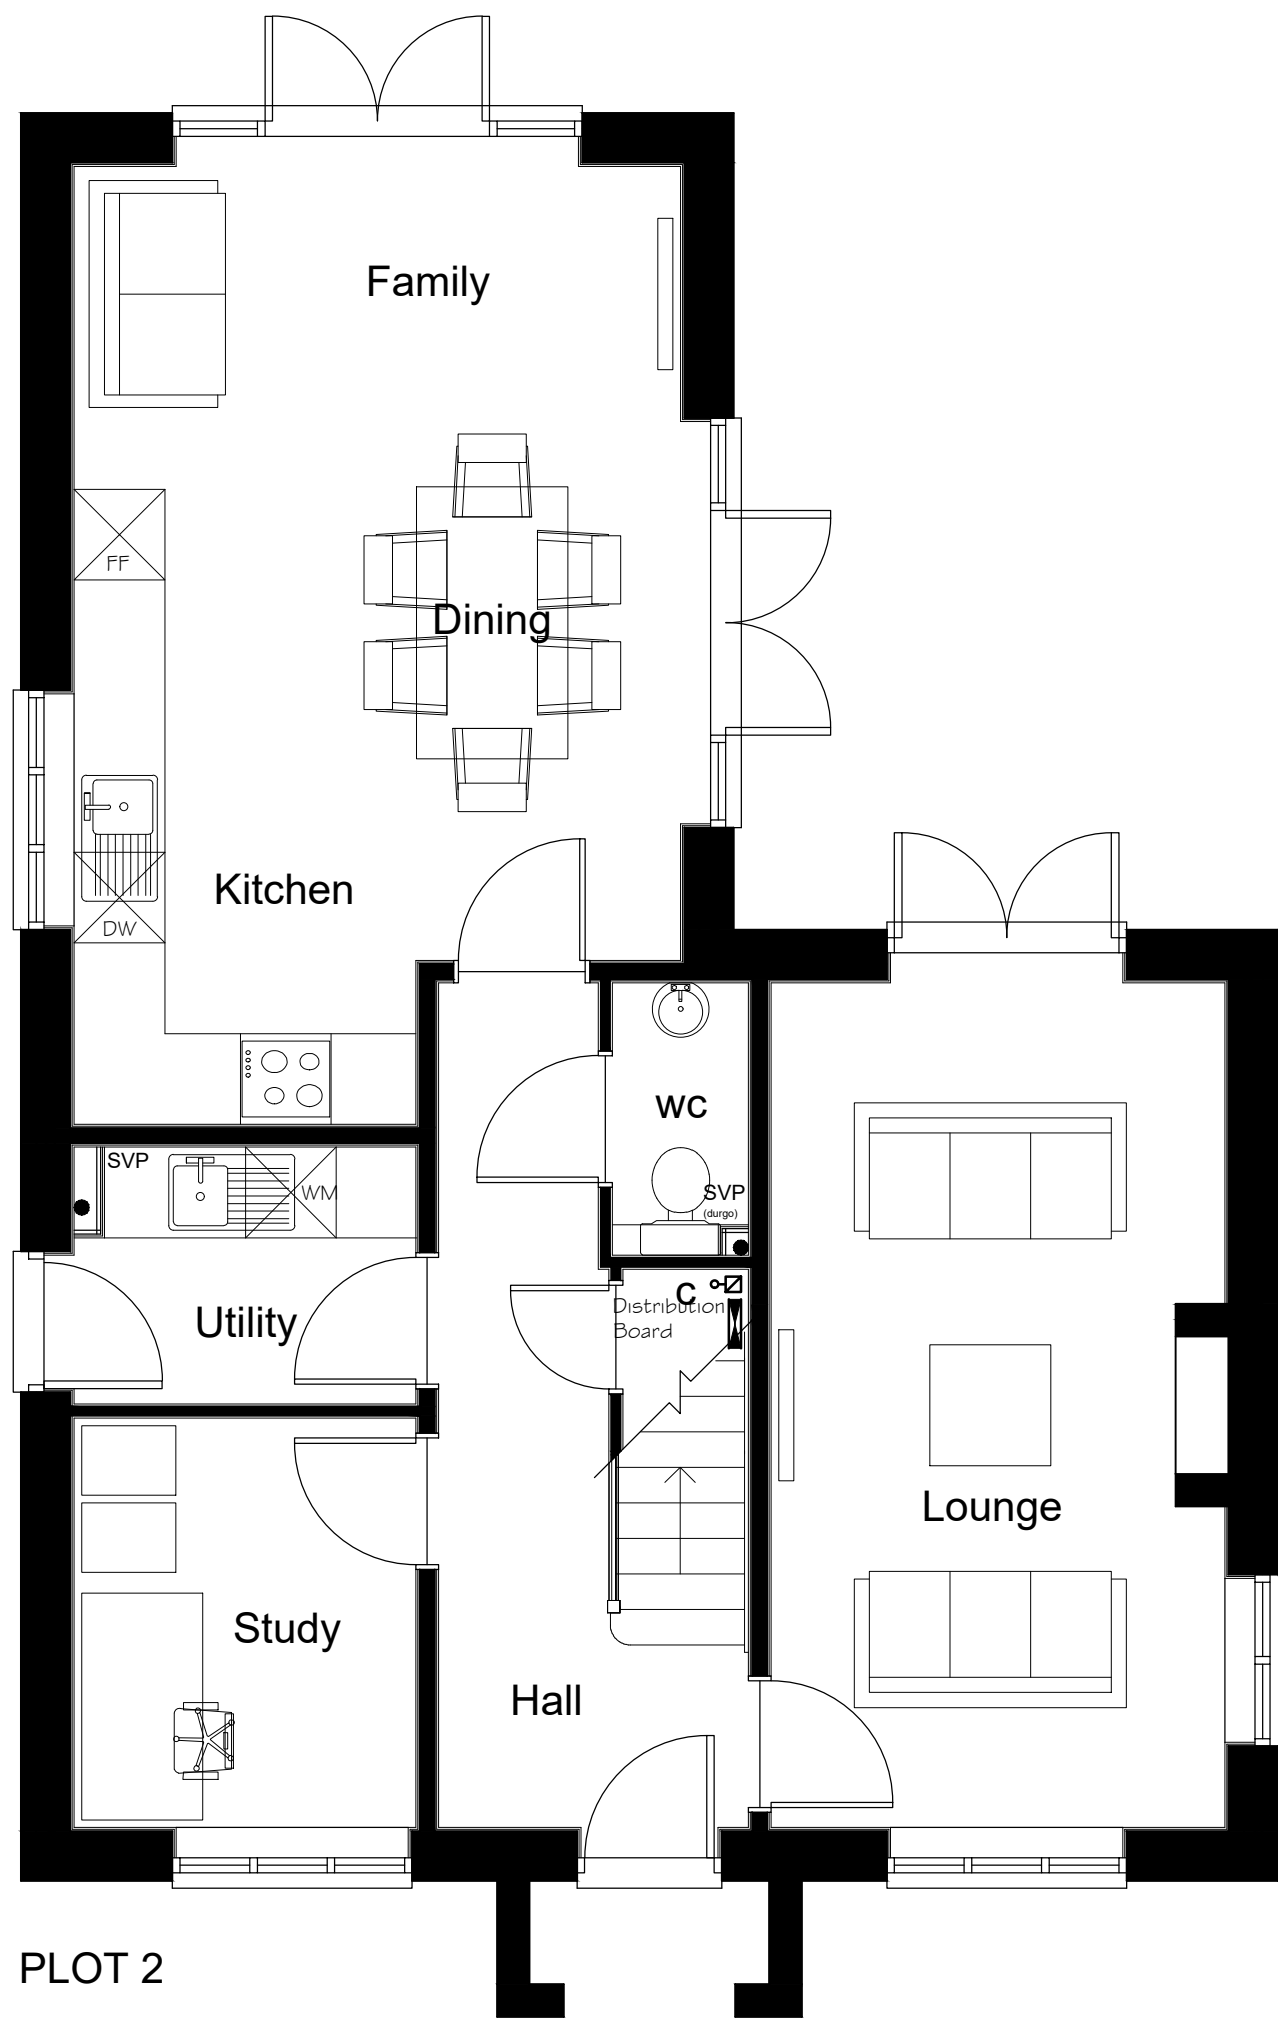 Family
FF
Dining
Kitchen
DW
WC
SVP
WM
SVP
(durgo)
Utility
C
Distribution
Board
Lounge
Study
Hall
PLOT 2